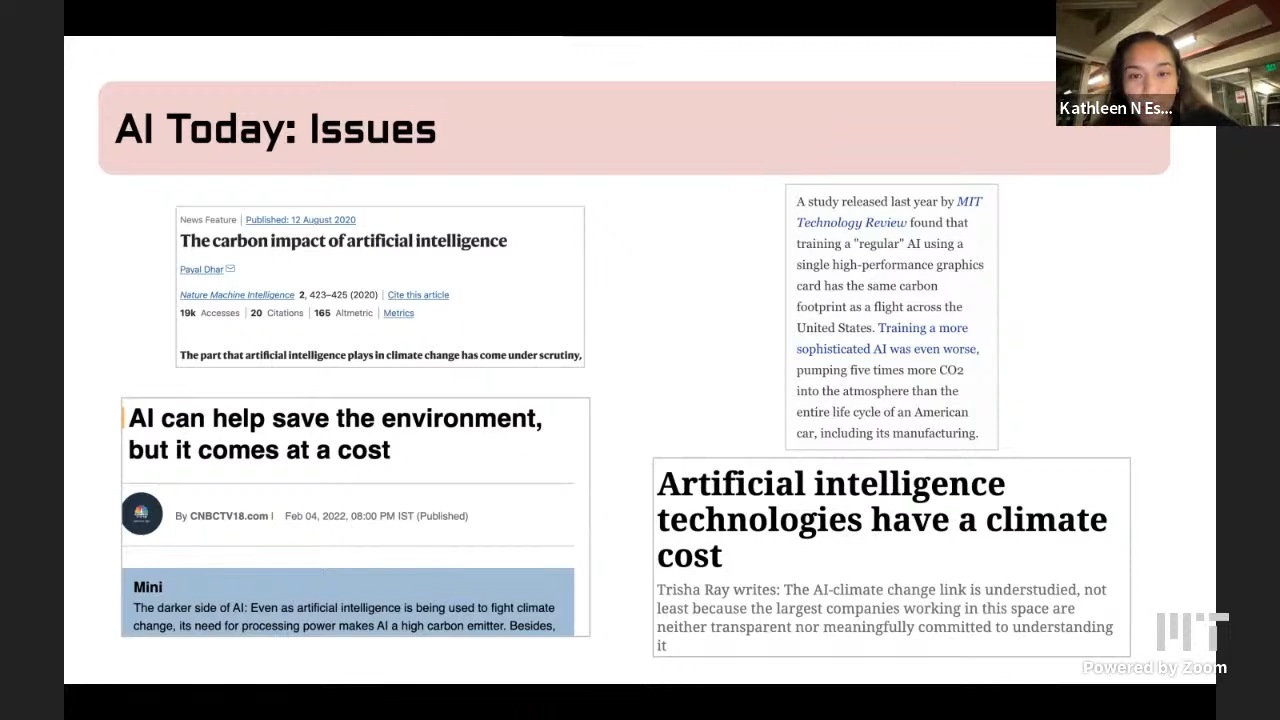 AI Today: Issues
Kathleen N Es...
News Feature | Published: 12 August 2020
The carbon impact of artificial intelligence
Payal Dhar
Nature Machine Intelligence 2, 423–425 (2020) | Cite this article
19k Accesses | 20 Citations | 165 Altmetric | Metrics
The part that artificial intelligence plays in climate change has come under scrutiny,
AI can help save the environment,
but it comes at a cost
By CNBCTV18.com | Feb 04, 2022, 08:00 PM IST (Published)
Mini
The darker side of AI: Even as artificial intelligence is being used to fight climate
change, its need for processing power makes AI a high carbon emitter. Besides,
A study released last year by MIT
Technology Review found that
training a "regular" AI using a
single high-performance graphics
card has the same carbon
footprint as a flight across the
United States. Training a more
sophisticated AI was even worse,
pumping five times more CO2
into the atmosphere than the
entire life cycle of an American
car, including its manufacturing.
Artificial intelligence
technologies have a climate
cost
Trisha Ray writes: The AI-climate change link is understudied, not
least because the largest companies working in this space are
neither transparent nor meaningfully committed to understanding
it
MIT
Powered by Zoom